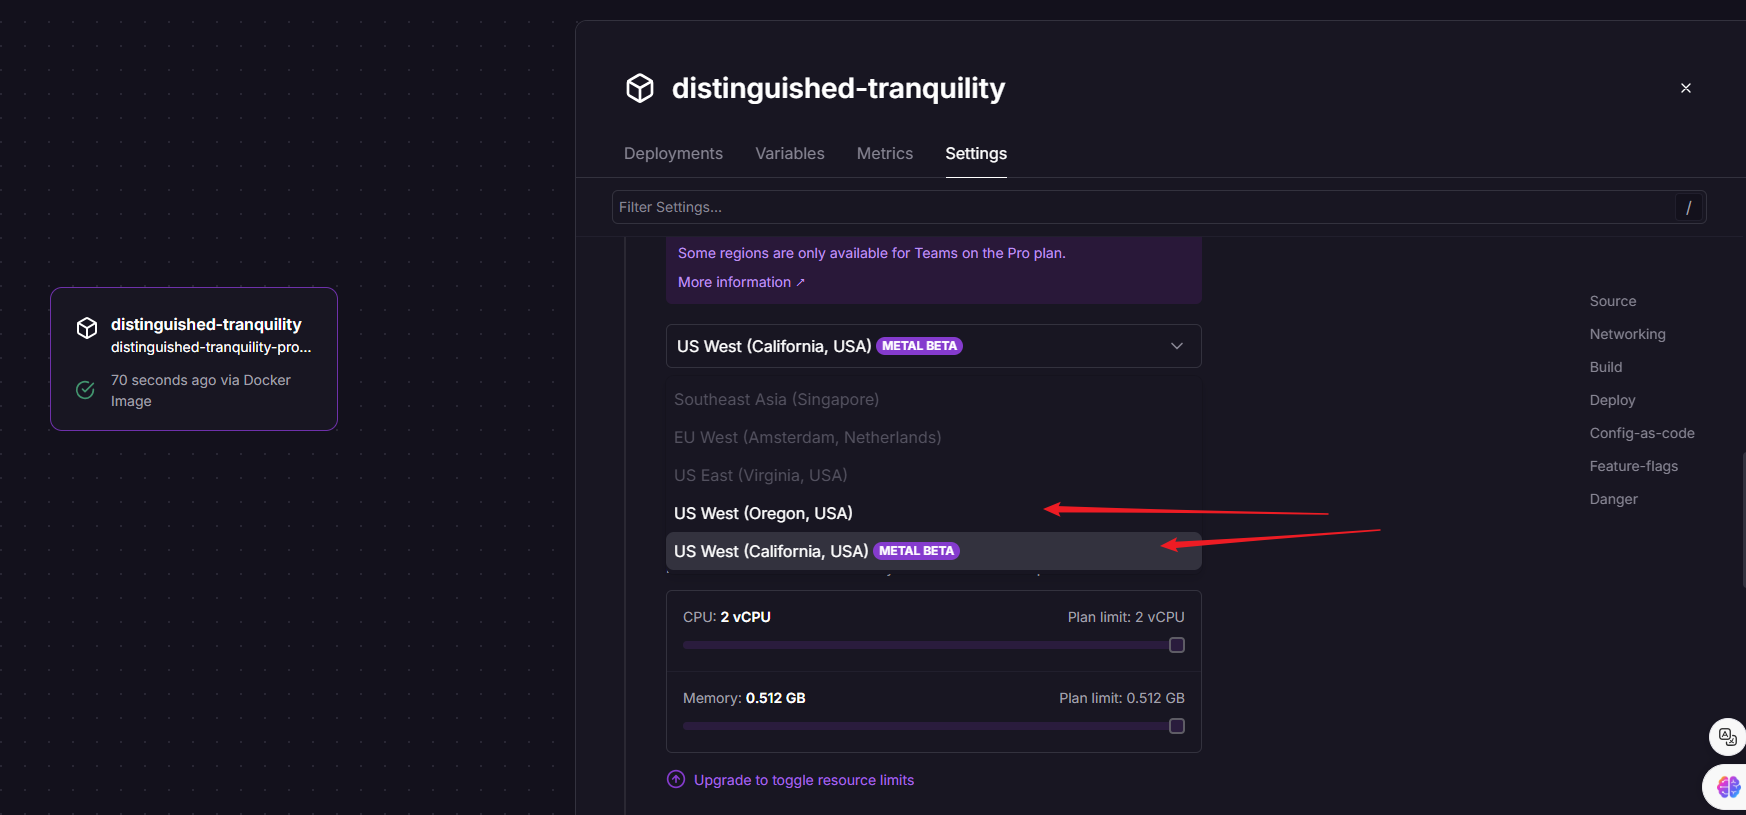 distinguished-tranquility
Deployments
Variables
Metrics
Settings
Filter Settings...
/
Some regions are only available for Teams on the Pro plan.
More information ↗
distinguished-tranquility
distinguished-tranquility-pro...
70 seconds ago via Docker
Image
US West (California, USA) METAL BETA
Southeast Asia (Singapore)
EU West (Amsterdam, Netherlands)
US East (Virginia, USA)
US West (Oregon, USA)
US West (California, USA) METAL BETA
CPU: 2 vCPU
Plan limit: 2 vCPU
Memory: 0.512 GB
Plan limit: 0.512 GB
Upgrade to toggle resource limits
Source
Networking
Build
Deploy
Config-as-code
Feature-flags
Danger